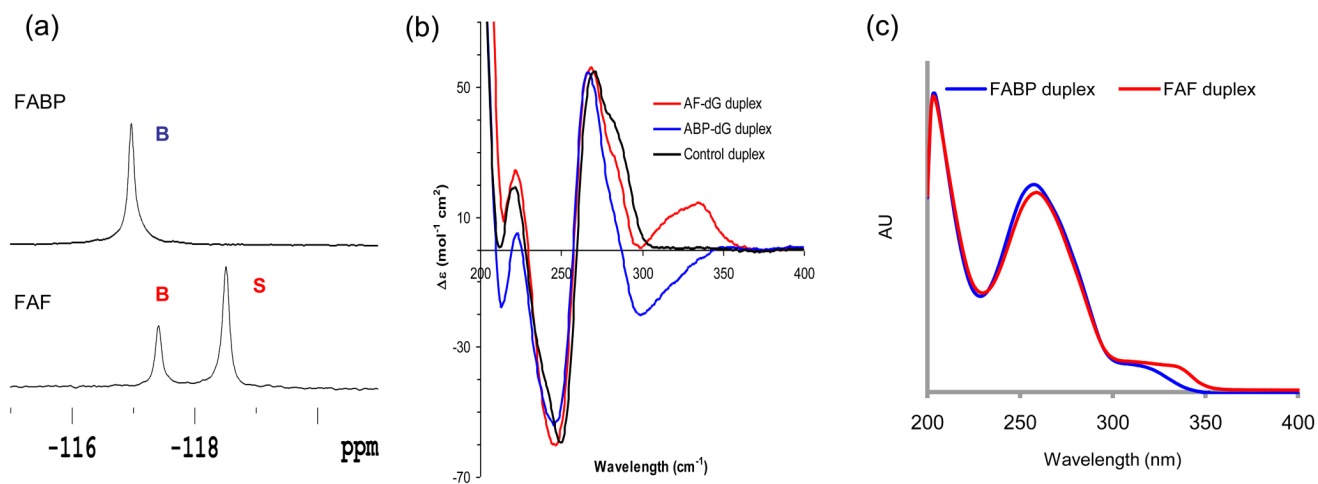 (a)
FABP
B
FAF
B
S
-116
-118
ppm
(b)
50
10
-30
-70
200
250
300
350
400
Δε (mol⁻¹ cm²)
AF-dG duplex
ABP-dG duplex
Control duplex
Wavelength (cm⁻¹)
(c)
FABP duplex
FAF duplex
AU
200
250
300
350
400
Wavelength (nm)